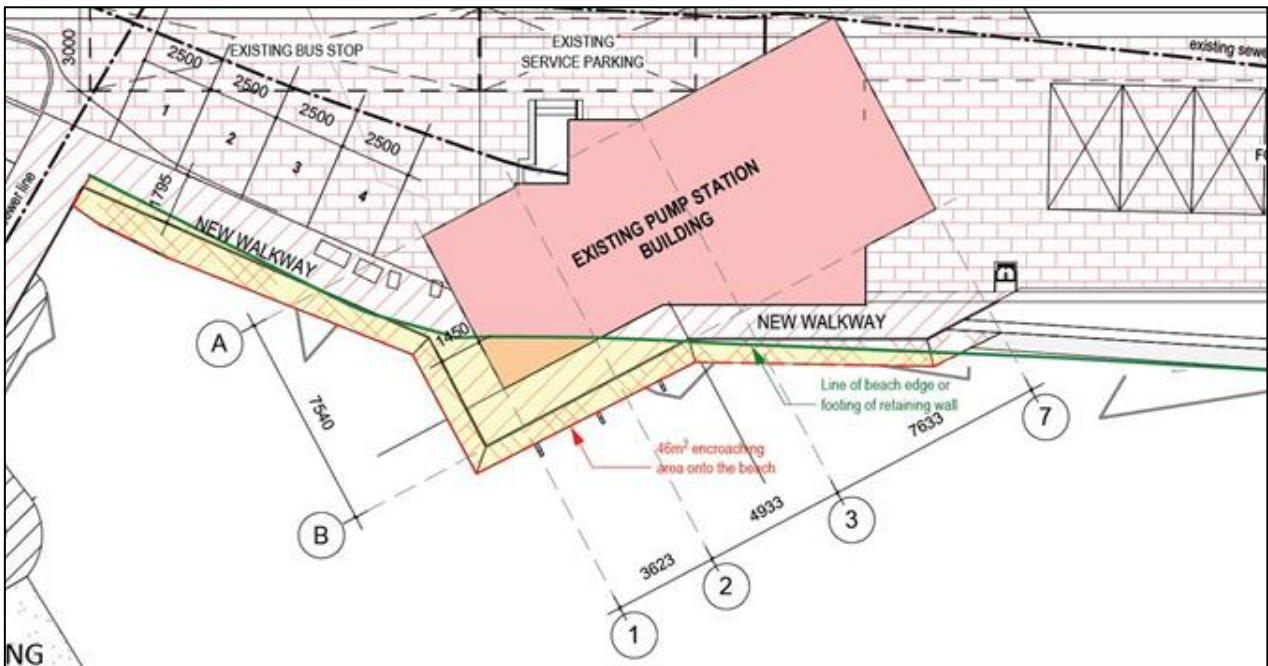 3000
EXISTING BUS STOP
EXISTING
SERVICE PARKING
existing sewe
2500
2500
2500
2500
1
2
3
4
FO
ower line
1795
NEW WALKWAY
EXISTING PUMP STATION
BUILDING
1450
NEW WALKWAY
A
7540
B
Line of beach edge or
footing of retaining wall
46m² encroaching
area onto the beach
7633
7
4933
3
3623
2
1
NG